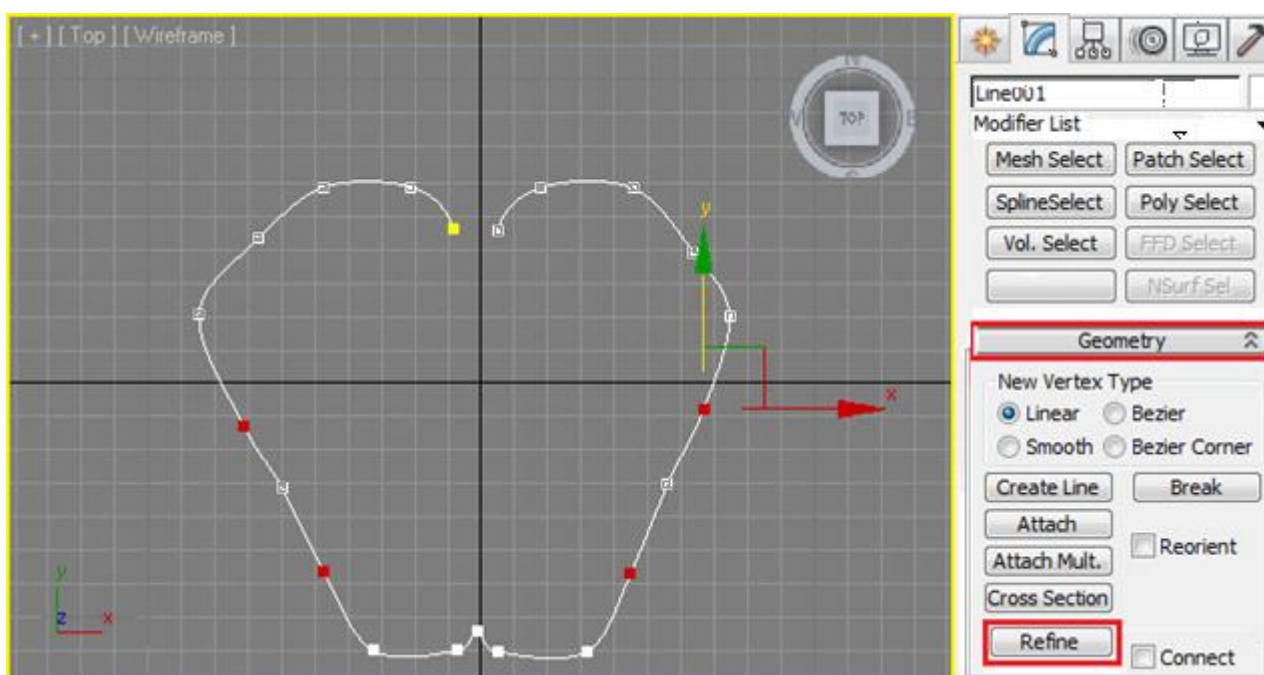 [ + ] [ Top ] [ Wireframe ]
N
TOP
E
y
x
y
z x
Line001
Modifier List
Mesh Select Patch Select
SplineSelect Poly Select
Vol. Select FFD Select
NSurf Sel
Geometry
New Vertex Type
Linear Bezier
Smooth Bezier Corner
Create Line Break
Attach
Reorient
Attach Mult.
Cross Section
Refine
Connect